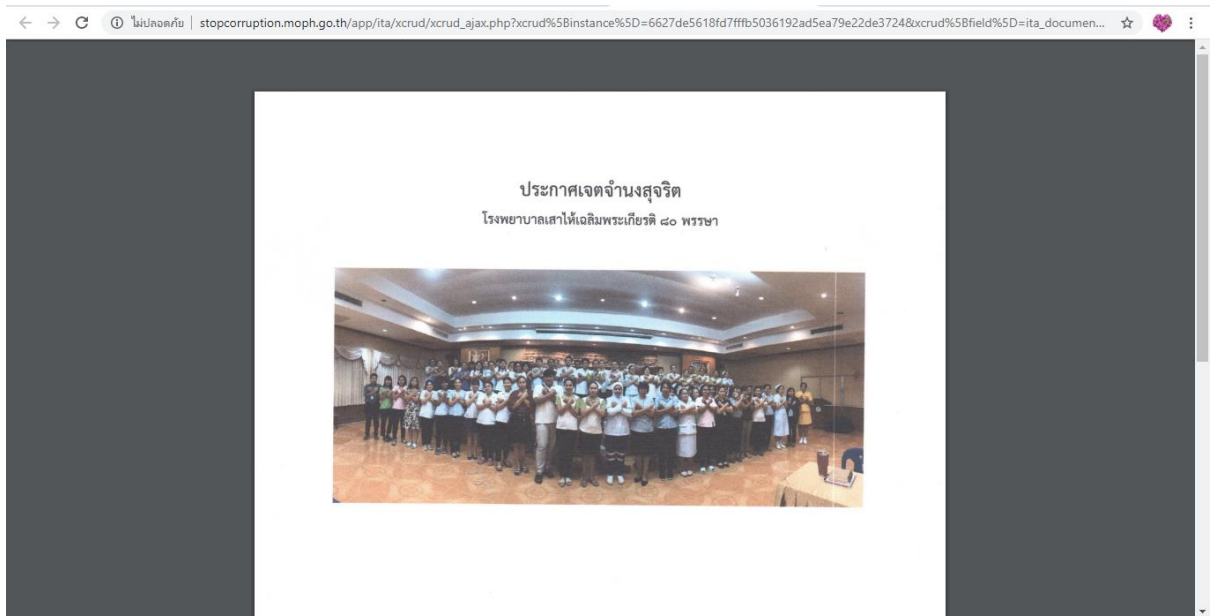 ไม่ปลอดภัย | stopcorruption.moph.go.th/app/ita/xcrud/xcrud_ajax.php?xcrud%5Binstance%5D=6627de5618fd7fffb5036192ad5ea79e22de3724&xcrud%5Bfield%5D=ita_documen...
ประกาศเจตจำนงสุจริต
โรงพยาบาลเสาไห้เฉลิมพระเกียรติ ๘๐ พรรษา